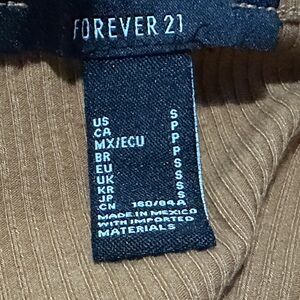 FOREVER 21
US S
CA P
MX/ECU P
BR P
EU S
UK S
KR S
JP S
CN 160/84A
MADE IN MEXICO
WITH IMPORTED
MATERIALS